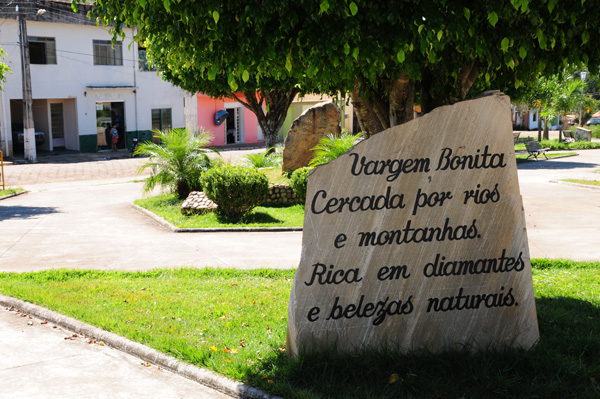 Vargem Bonita
Cercada por rios
e montanhas.
Rica em diamantes
e belezas naturais.